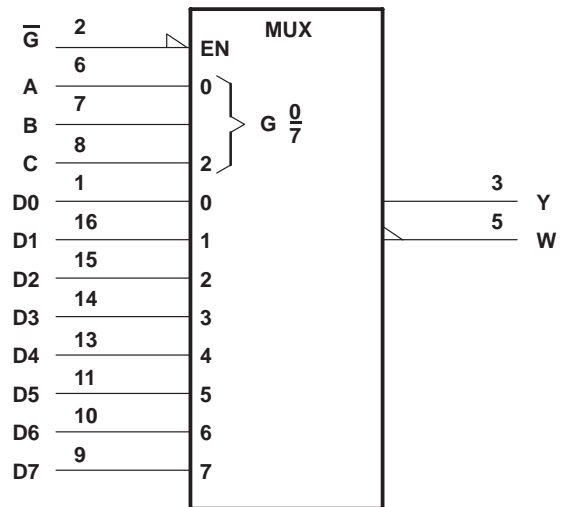 MUX
G̅ 2 EN
A 6 0
B 7 G 0/7
C 8 2
D0 1 0 3 Y
D1 16 1 5 W
D2 15 2
D3 14 3
D4 13 4
D5 11 5
D6 10 6
D7 9 7